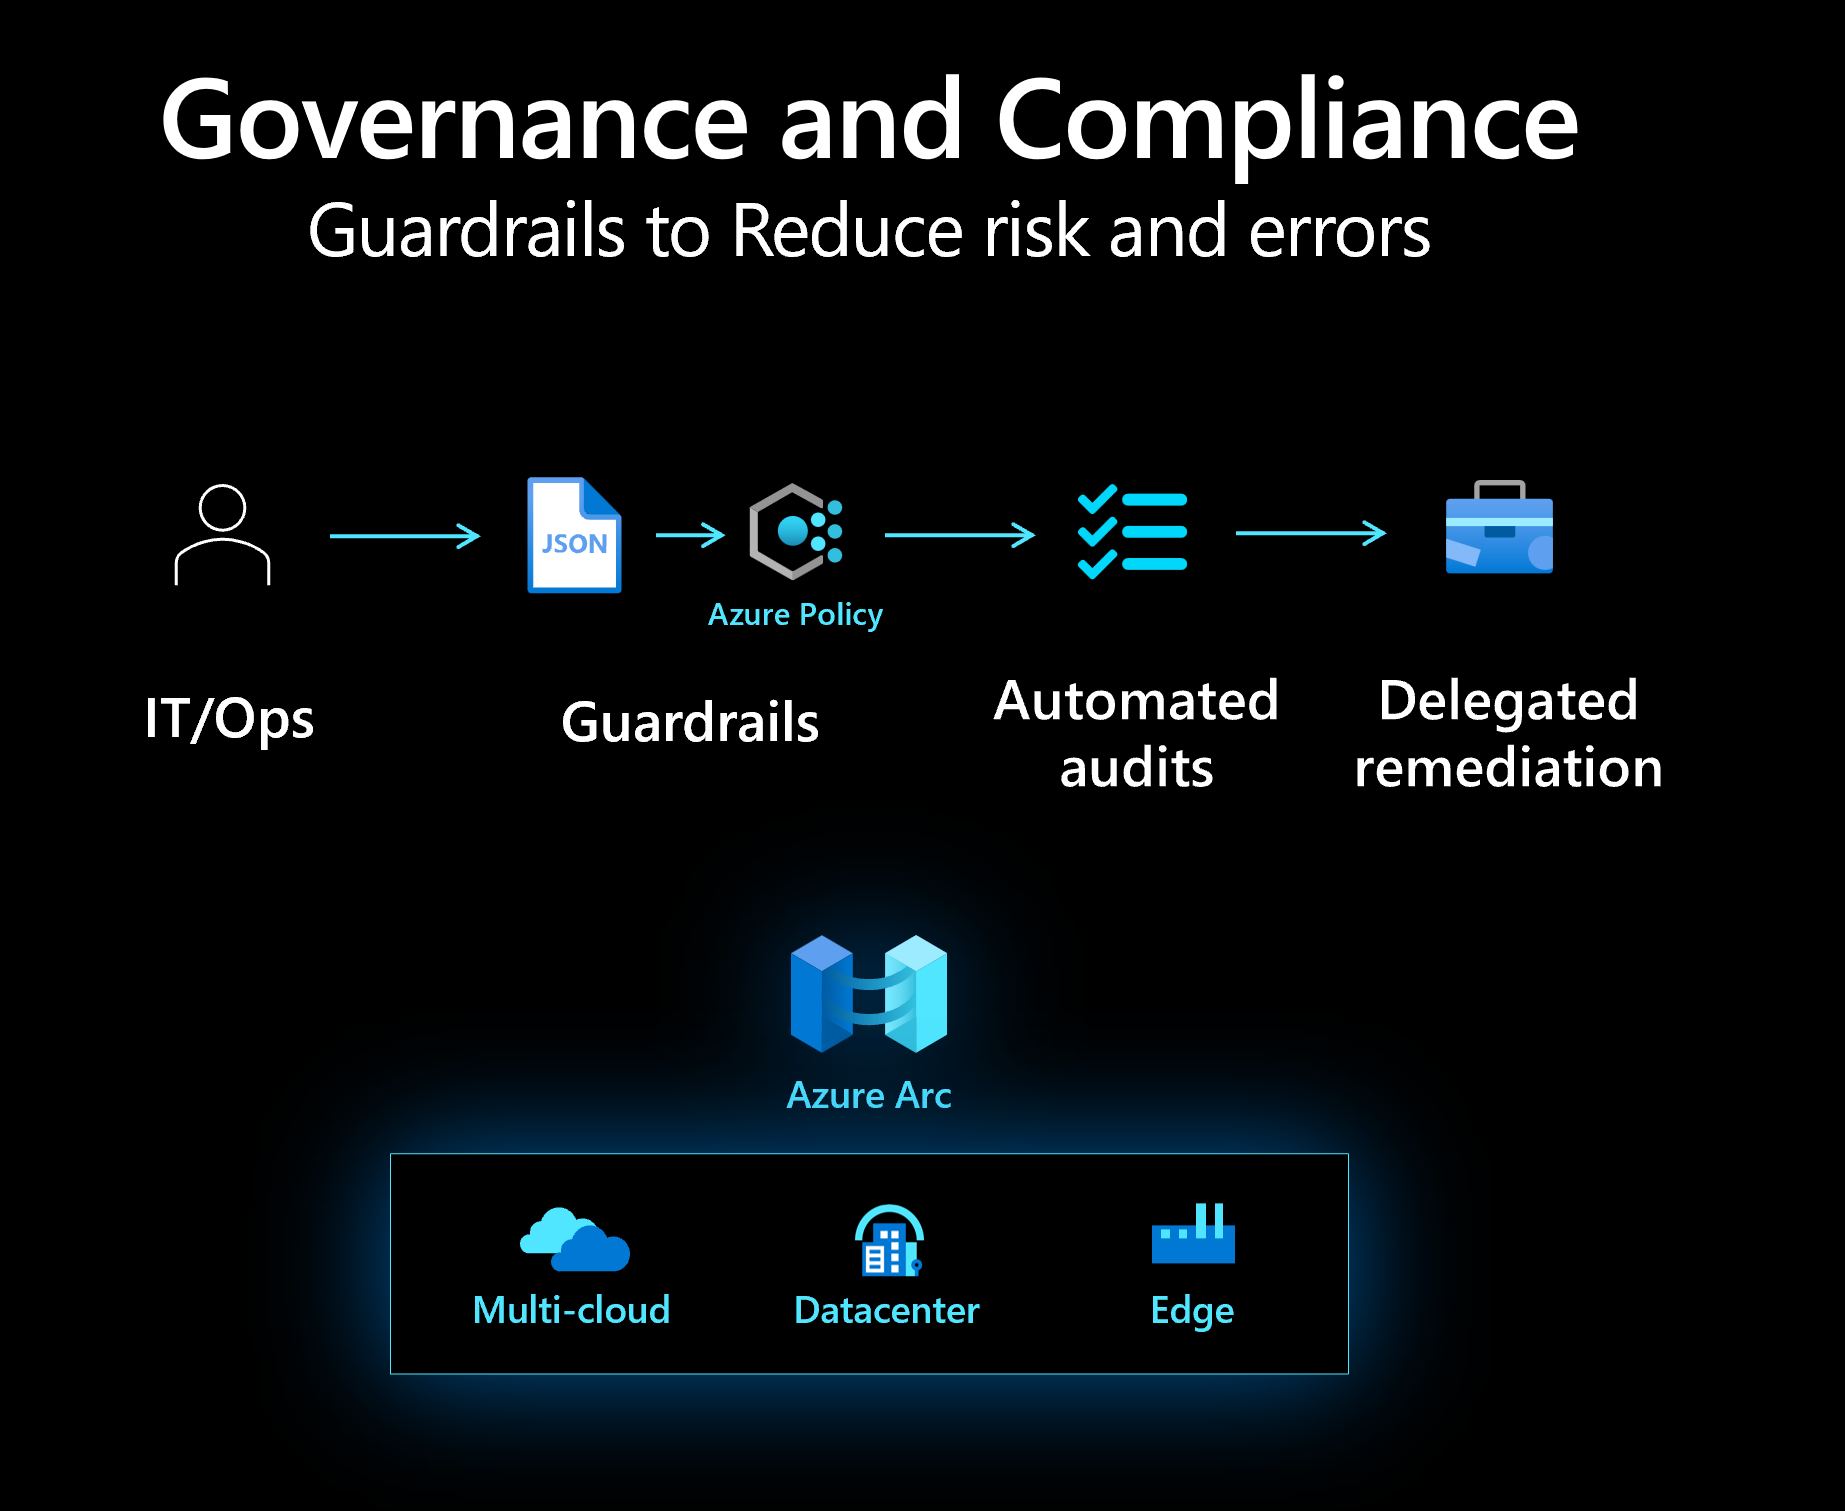 Governance and Compliance
Guardrails to Reduce risk and errors
JSON
Azure Policy
IT/Ops
Guardrails
Automated
audits
Delegated
remediation
Azure Arc
Multi-cloud
Datacenter
Edge